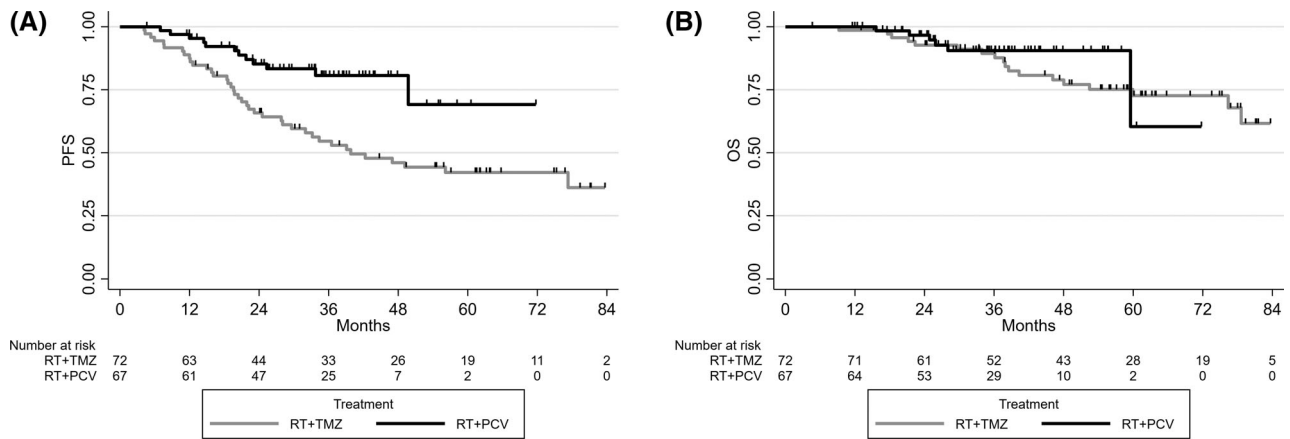 (A)
1.00
0.75
0.50
0.25
0.00
PFS
0 12 24 36 48 60 72 84
Months
Number at risk
RT+TMZ 72 63 44 33 26 19 11 2
RT+PCV 67 61 47 25 7 2 0 0
Treatment
RT+TMZ RT+PCV
(B)
1.00
0.75
0.50
0.25
0.00
OS
0 12 24 36 48 60 72 84
Months
Number at risk
RT+TMZ 72 71 61 52 43 28 19 5
RT+PCV 67 64 53 29 10 2 0 0
Treatment
RT+TMZ RT+PCV